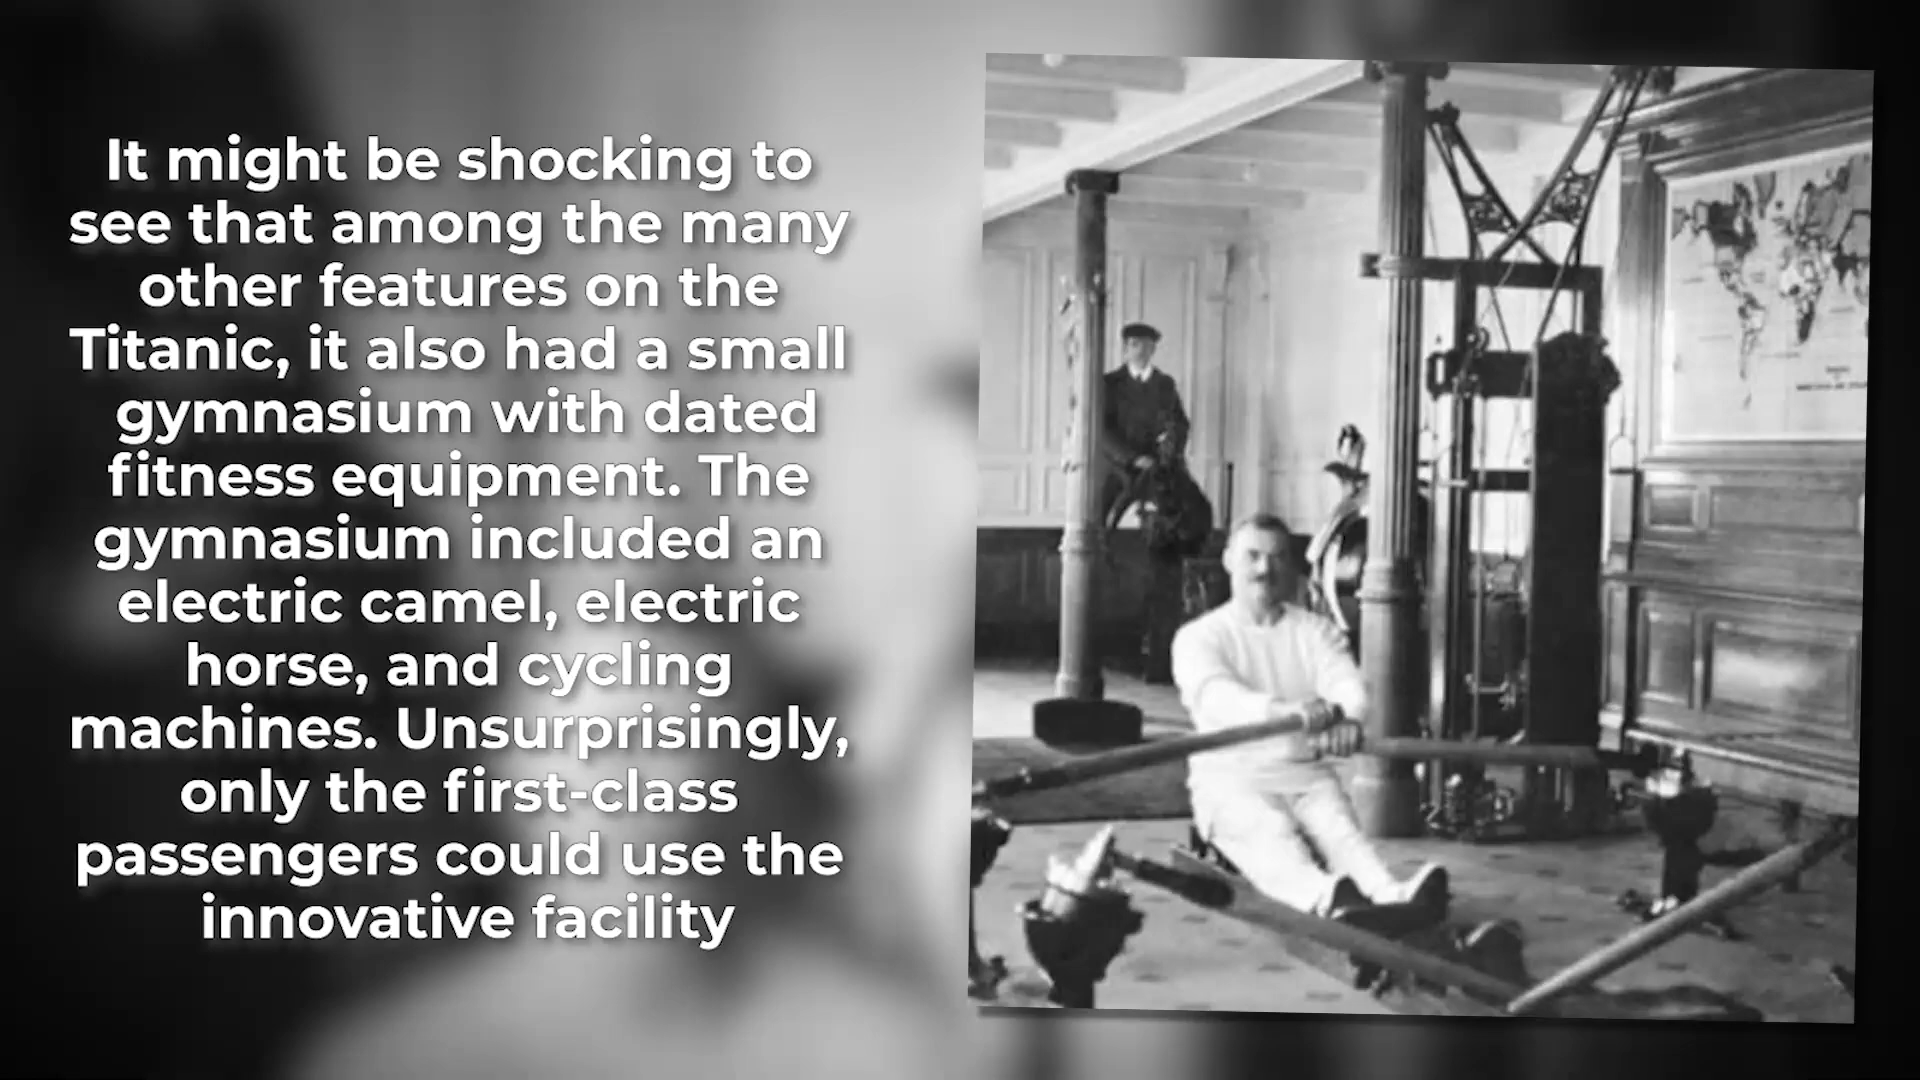 It might be shocking to
see that among the many
other features on the
Titanic, it also had a small
gymnasium with dated
fitness equipment. The
gymnasium included an
electric camel, electric
horse, and cycling
machines. Unsurprisingly,
only the first-class
passengers could use the
innovative facility